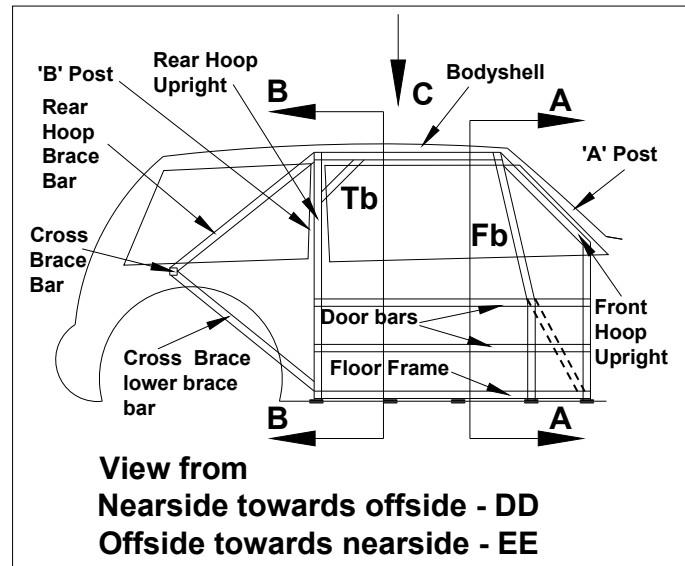 'B' Post
Rear
Hoop
Brace
Bar
Cross
Brace
Bar
Rear Hoop
Upright
B
C
Bodyshell
A
'A' Post
Tb
Fb
Door bars
Front
Hoop
Upright
Cross Brace
lower brace
bar
Floor Frame
B
A
View from
Nearside towards offside - DD
Offside towards nearside - EE